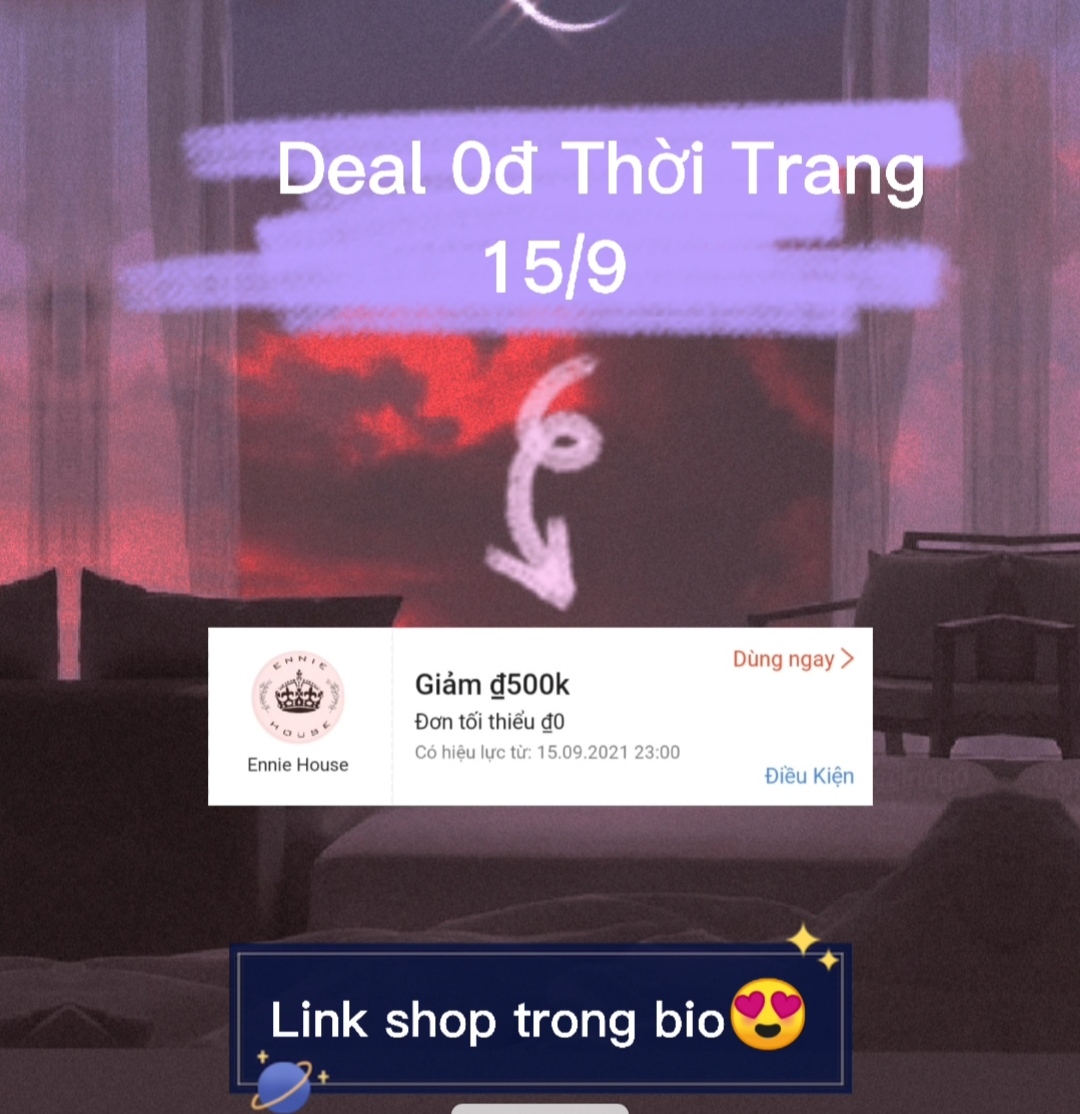 Deal 0đ Thời Trang
15/9
ENNIE
HOUSE
Ennie House
Dùng ngay
Giảm ₫500k
Đơn tối thiểu ₫0
Có hiệu lực từ: 15.09.2021 23:00
Điều Kiện
Link shop trong bio😍